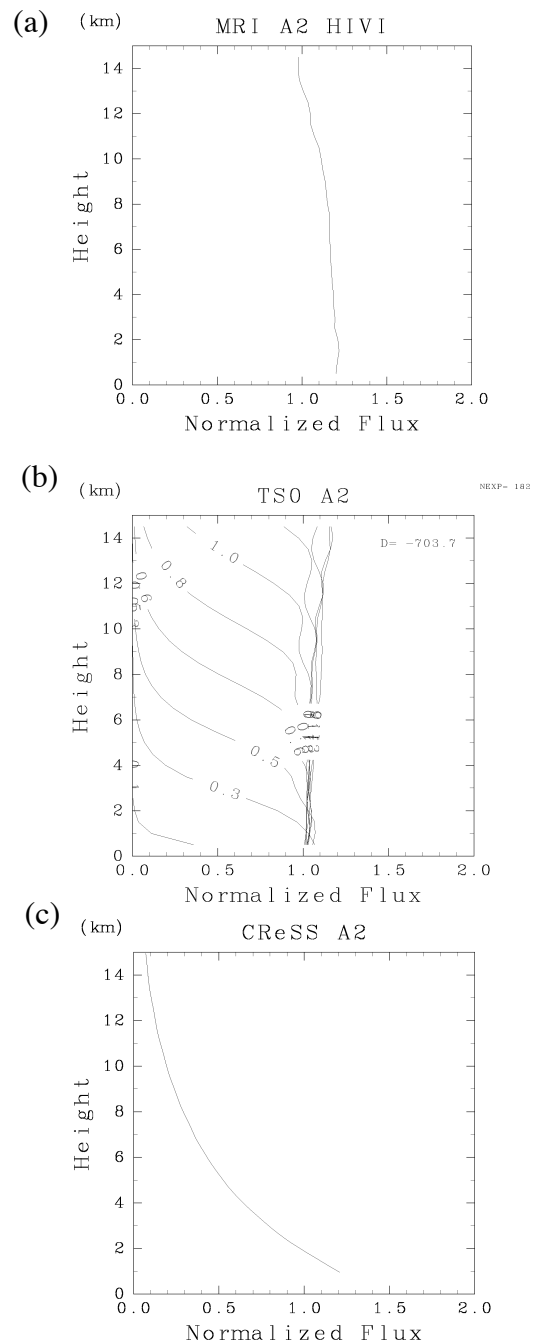 (a) (km) MRI A2 HIVI
14
12
10
8
6
4
2
0
Height
0.0 0.5 1.0 1.5 2.0
Normalized Flux
(b) (km) TSO A2 NEXP= 182
D= -703.7
14
12
10
8
6
4
2
0
Height
1.0
0.8
0.6
0.5
0.3
0.0 0.5 1.0 1.5 2.0
Normalized Flux
(c) (km) CReSS A2
14
12
10
8
6
4
2
0
Height
0.0 0.5 1.0 1.5 2.0
Normalized Flux